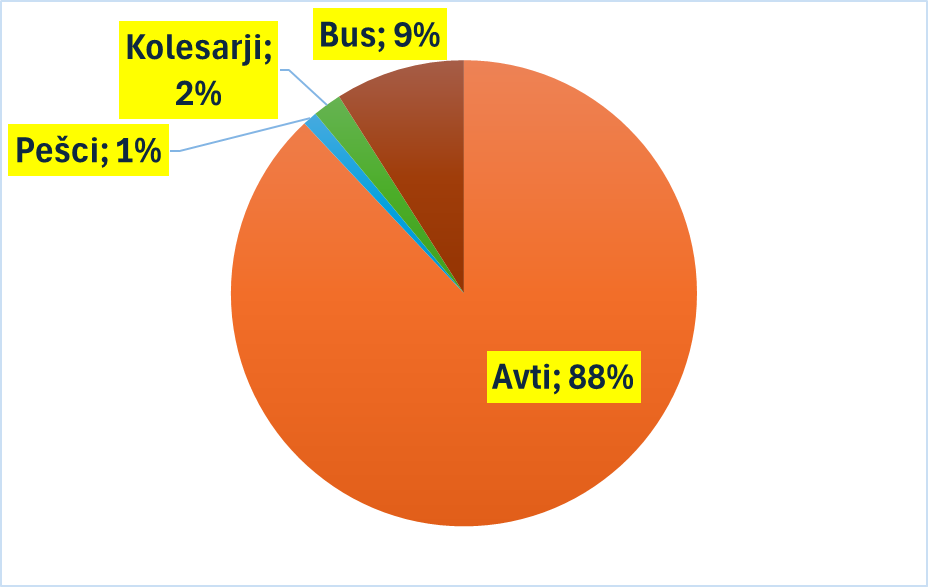 Bus; 9%
Kolesarji;
2%
Pešci; 1%
Avti; 88%